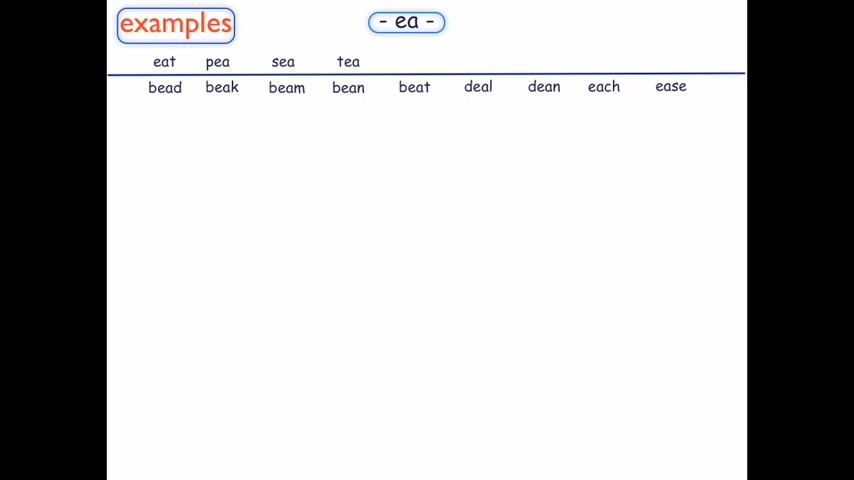 examples
- ea -
eat pea sea tea
bead beak beam bean beat deal dean each ease